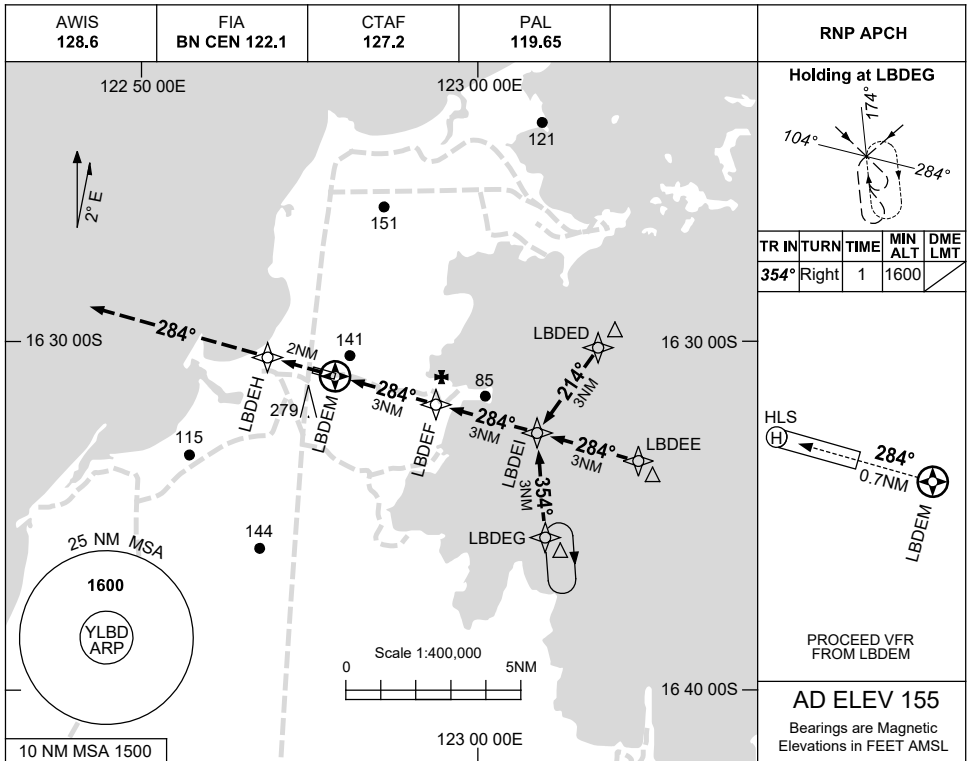 AWIS
128.6
FIA
BN CEN 122.1
CTAF
127.2
PAL
119.65
RNP APCH
122 50 00E
123 00 00E
121
151
2° E
16 30 00S
16 30 00S
284°
2NM
141
LBDEH
279
LBDEM
284°
3NM
LBDEF
85
284°
3NM
LBDED
214°
3NM
LBDEI
284°
3NM
LBDEE
354°
3NM
LBDEG
115
144
25 NM MSA
1600
YLBD
ARP
Scale 1:400,000
0
5NM
16 40 00S
123 00 00E
10 NM MSA 1500
Holding at LBDEG
174°
104°
284°
TR IN TURN TIME MIN ALT DME LMT
354° Right 1 1600
HLS
H
284°
0.7NM
LBDEM
PROCEED VFR
FROM LBDEM
AD ELEV 155
Bearings are Magnetic
Elevations in FEET AMSL